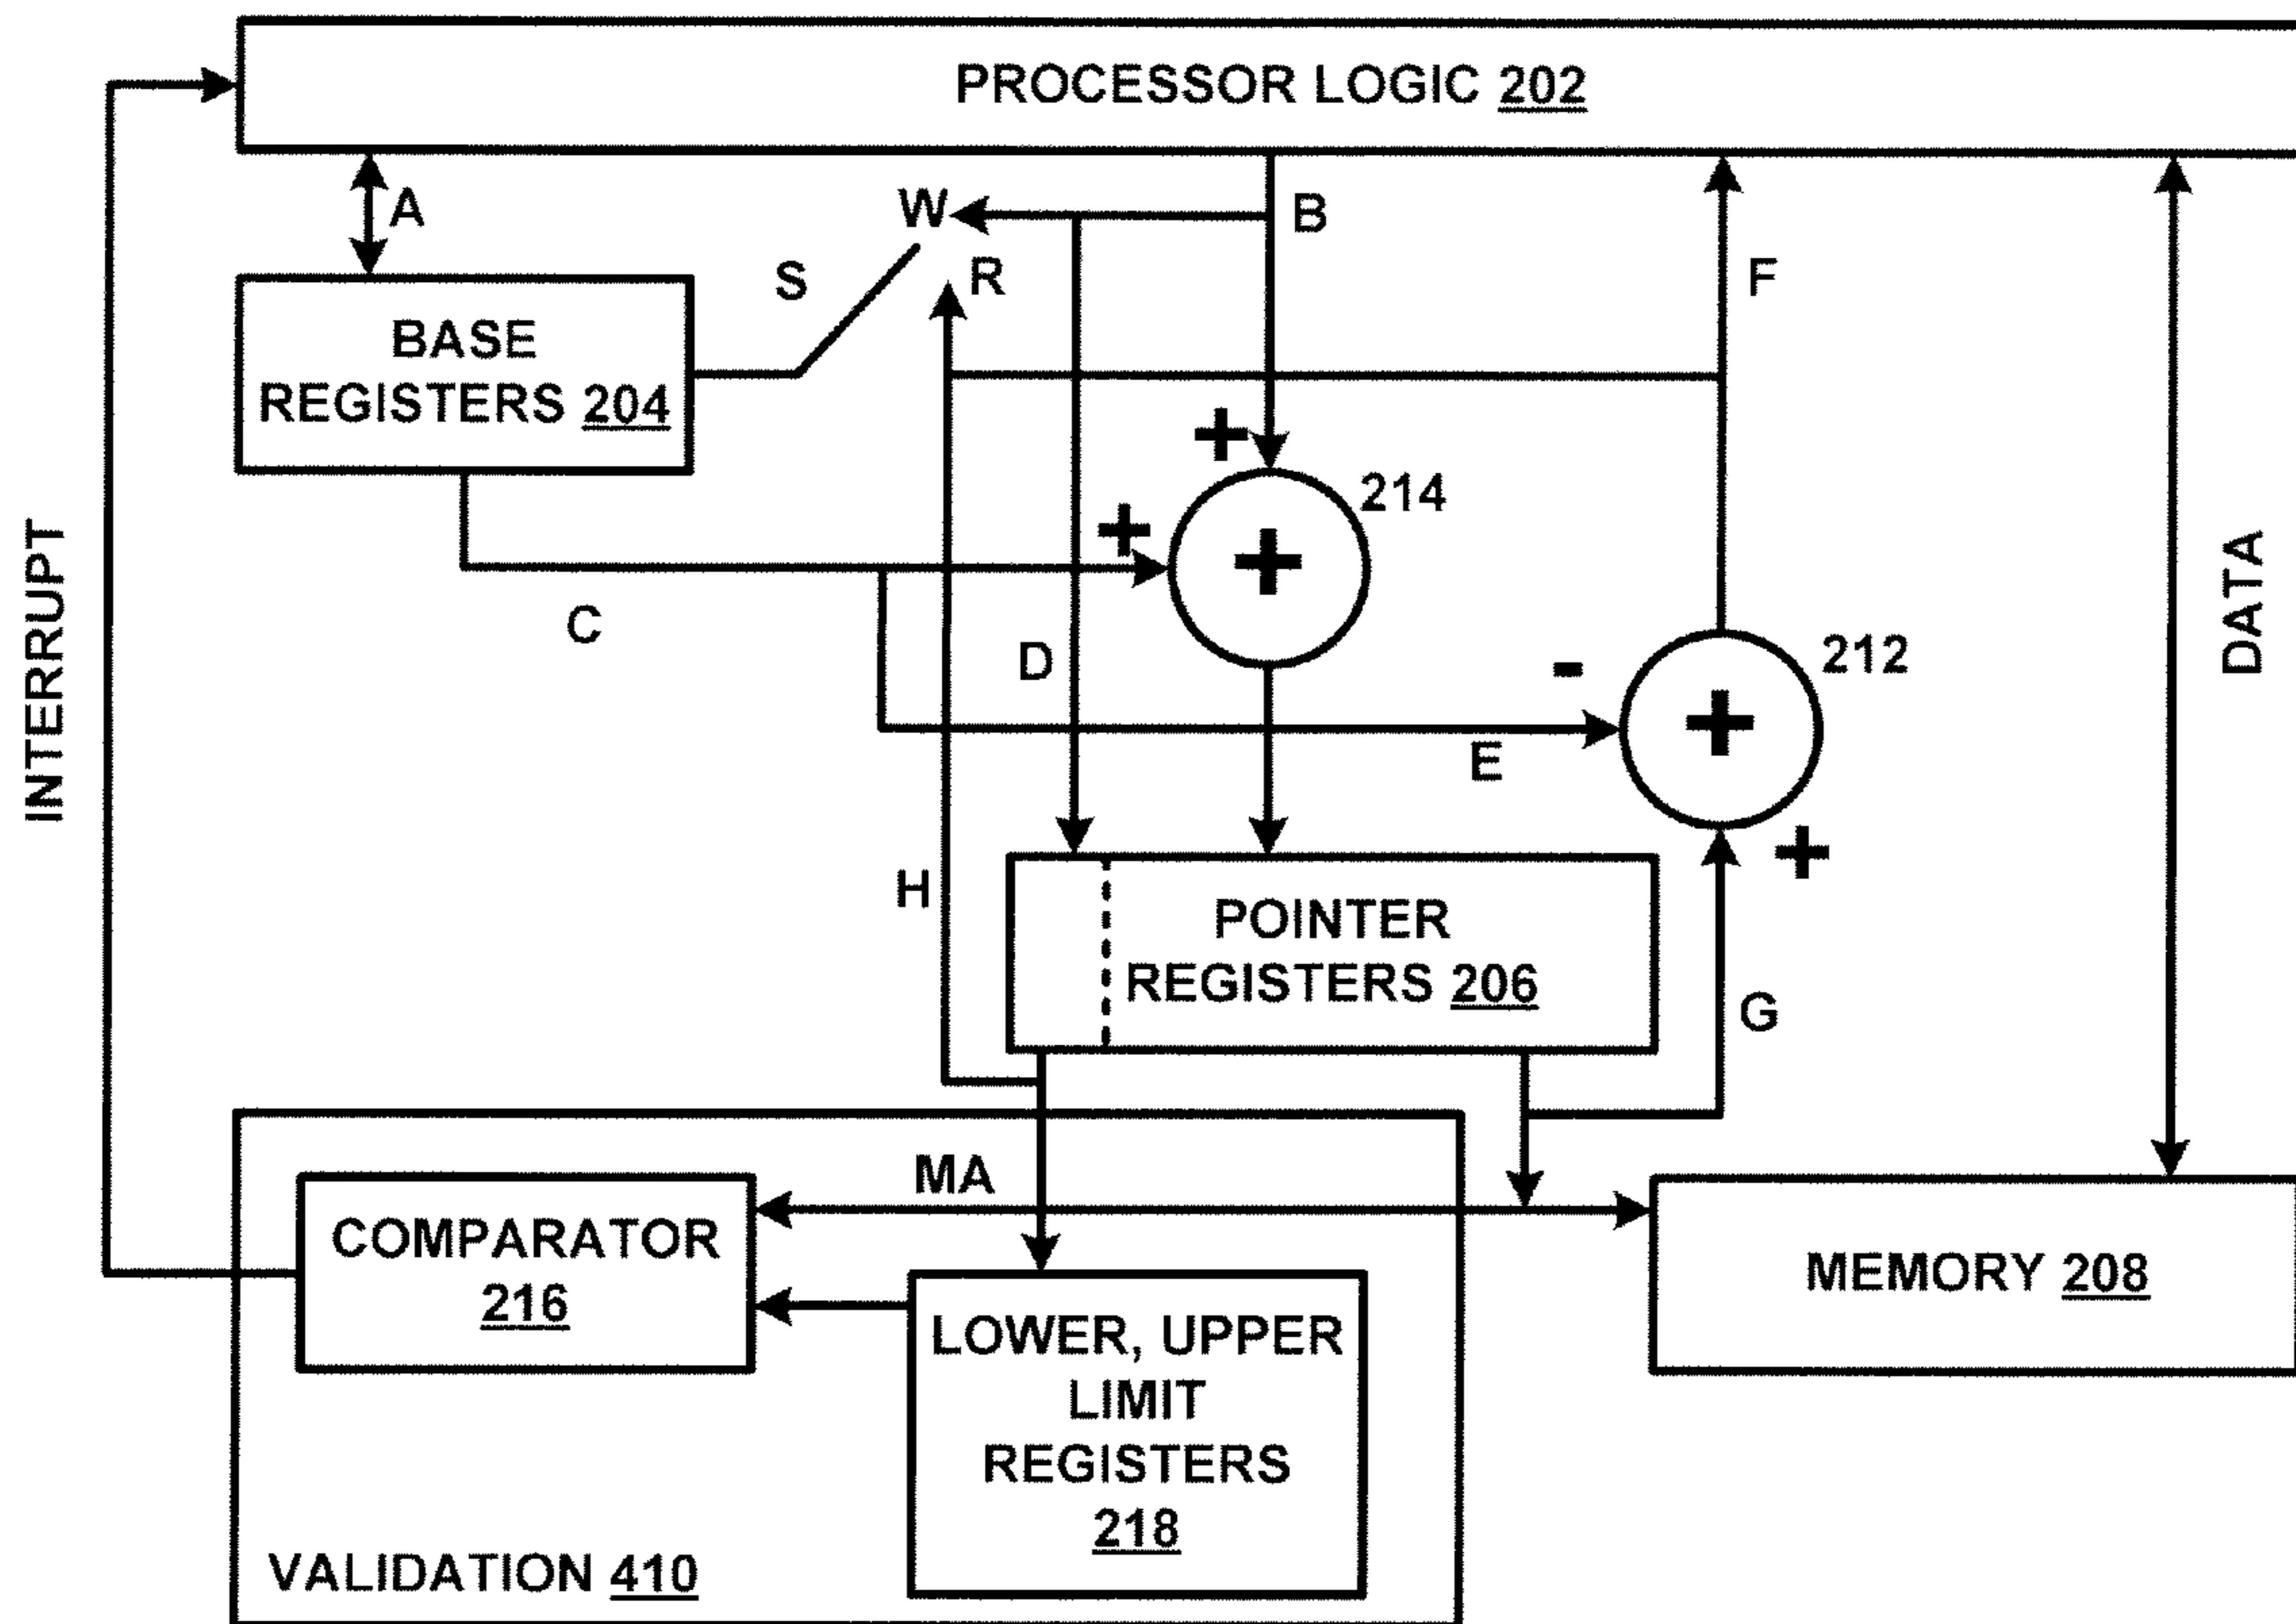 PROCESSOR LOGIC 202
A
W
B
S
R
F
BASE
REGISTERS 204
+
214
+
+
INTERRUPT
DATA
C
D
-
212
+
E
H
+
POINTER
REGISTERS 206
G
MA
COMPARATOR
216
MEMORY 208
LOWER, UPPER
LIMIT
REGISTERS
218
VALIDATION 410